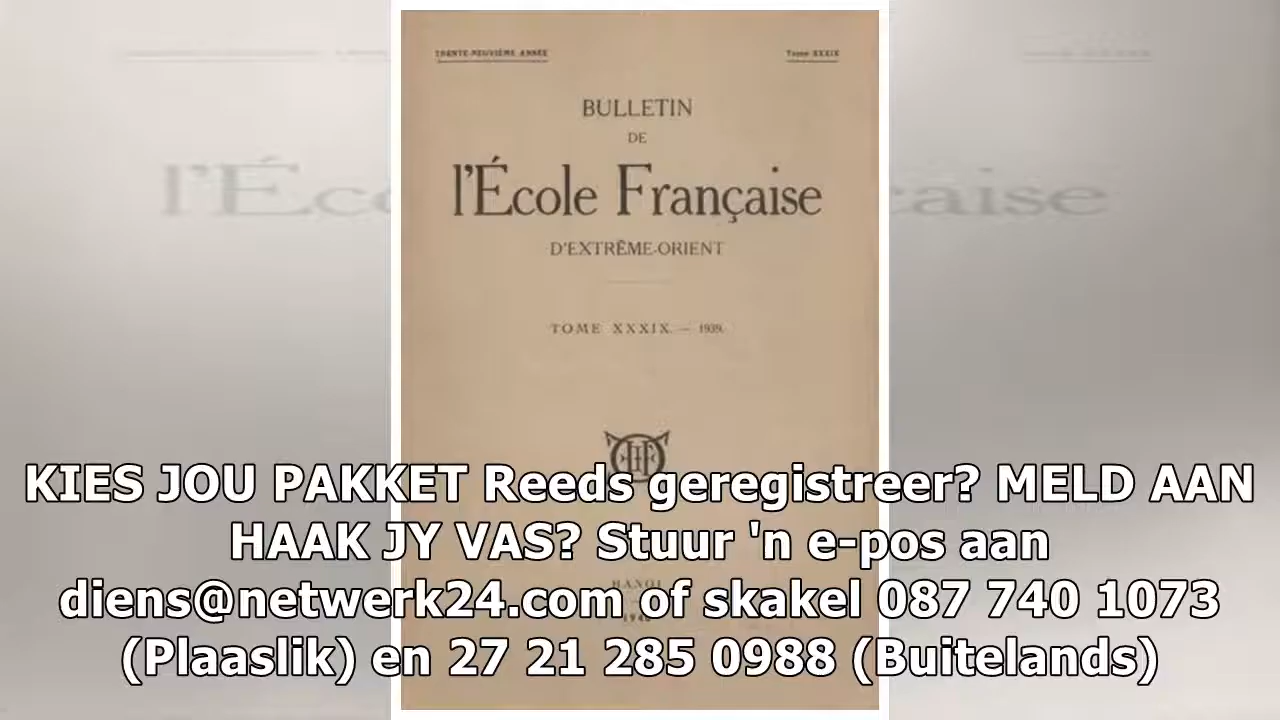 TRENTE-NEUVIÈME ANNÉE
Tome XXXIX
BULLETIN
DE
l'École Française
D'EXTRÊME-ORIENT
TOME XXXIX. — 1939.
KIES JOU PAKKET Reeds geregistreer? MELD AAN
HAAK JY VAS? Stuur 'n e-pos aan
HANOI
diens@netwerk24.com of skakel 087 740 1073
(Plaaslik) en 27 21 285 0988 (Buitelands)